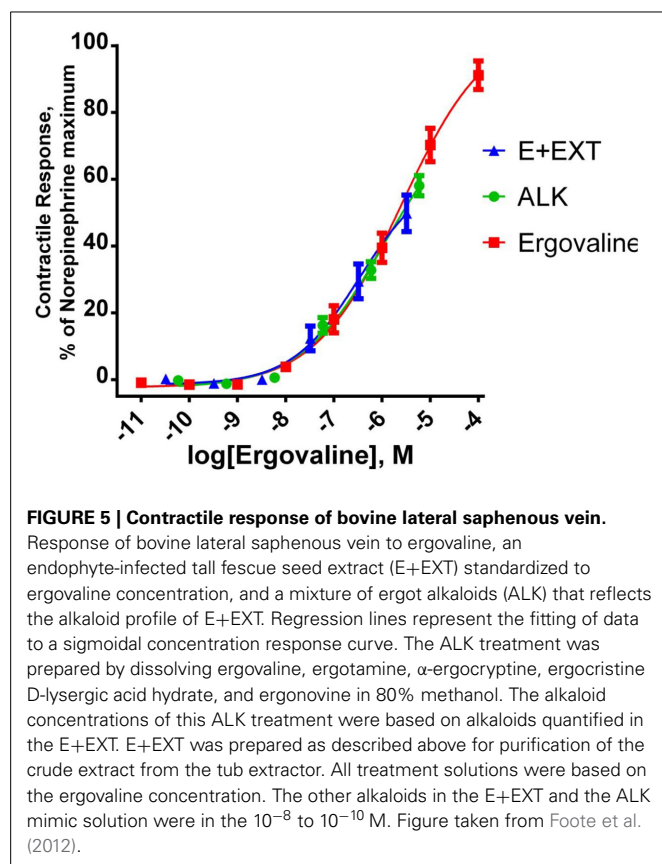 100
80
60
40
20
0
Contractile Response,
% of Norepinephrine maximum
E+EXT
ALK
Ergovaline
-11 -10 -9 -8 -7 -6 -5 -4
log[Ergovaline], M
FIGURE 5 | Contractile response of bovine lateral saphenous vein.
Response of bovine lateral saphenous vein to ergovaline, an
endophyte-infected tall fescue seed extract (E+EXT) standardized to
ergovaline concentration, and a mixture of ergot alkaloids (ALK) that reflects
the alkaloid profile of E+EXT. Regression lines represent the fitting of data
to a sigmoidal concentration response curve. The ALK treatment was
prepared by dissolving ergovaline, ergotamine, α-ergocryptine, ergocristine
D-lysergic acid hydrate, and ergonovine in 80% methanol. The alkaloid
concentrations of this ALK treatment were based on alkaloids quantified in
the E+EXT. E+EXT was prepared as described above for purification of the
crude extract from the tub extractor. All treatment solutions were based on
the ergovaline concentration. The other alkaloids in the E+EXT and the ALK
mimic solution were in the 10⁻⁸ to 10⁻¹⁰ M. Figure taken from Foote et al.
(2012).